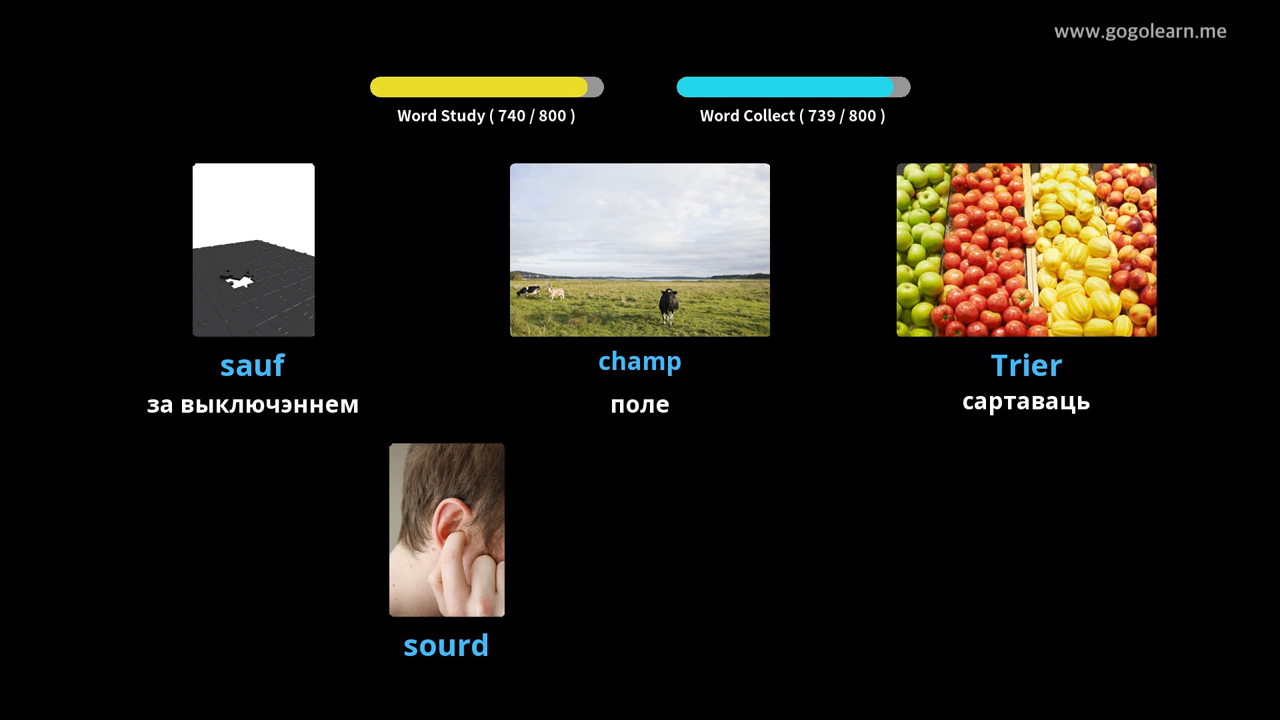 www.gogolearn.me
Word Study ( 740 / 800 )
Word Collect ( 739 / 800 )
sauf
champ
Trier
за выключэннем
поле
сартаваць
sourd